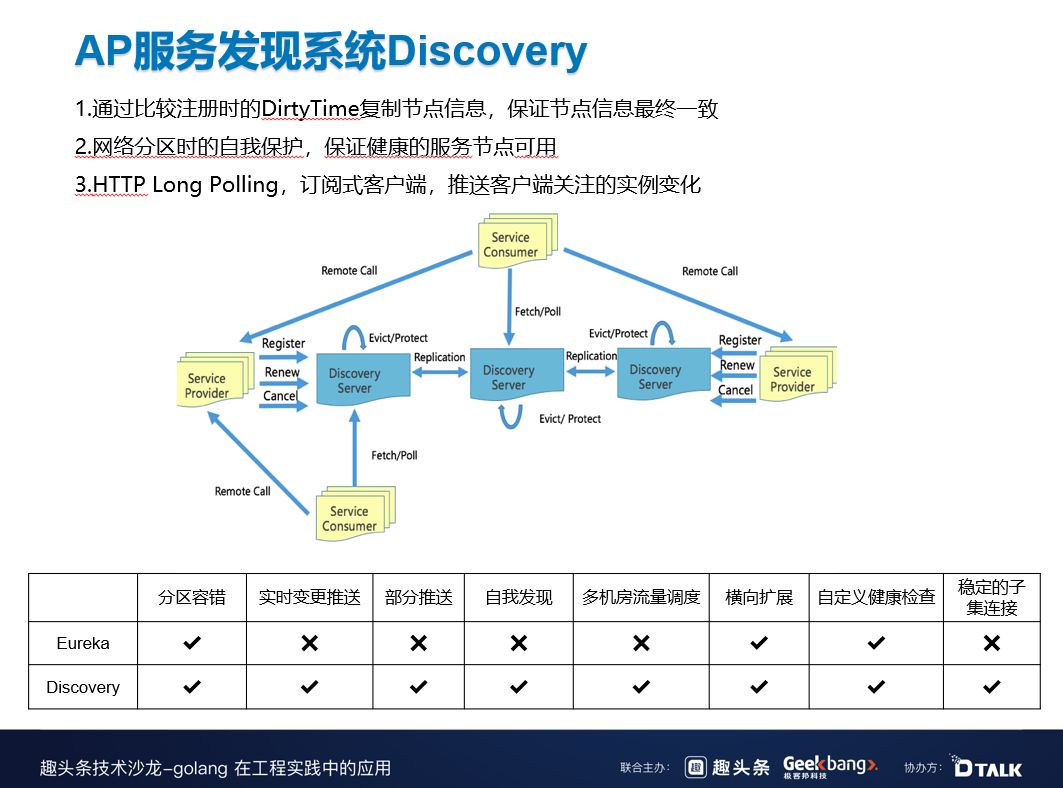 AP服务发现系统Discovery
1.通过比较注册时的DirtyTime复制节点信息，保证节点信息最终一致
2.网络分区时的自我保护，保证健康的服务节点可用
3.HTTP Long Polling，订阅式客户端，推送客户端关注的实例变化
Service
Consumer
Remote Call
Remote Call
Fetch/Poll
Register
Renew
Cancel
Service
Provider
Evict/Protect
Discovery
Server
Replication
Discovery
Server
Evict/ Protect
Replication
Evict/Protect
Discovery
Server
Register
Renew
Cancel
Service
Provider
Fetch/Poll
Remote Call
Service
Consumer
分区容错 实时变更推送 部分推送 自我发现 多机房流量调度 横向扩展 自定义健康检查 稳定的子
集连接
Eureka ✓ ✕ ✕ ✕ ✕ ✓ ✓ ✕
Discovery ✓ ✓ ✓ ✓ ✓ ✓ ✓ ✓
趣头条技术沙龙–golang 在工程实践中的应用
联合主办： 趣 趣头条 Geekbang>. 极客邦科技 协办方： DTALK